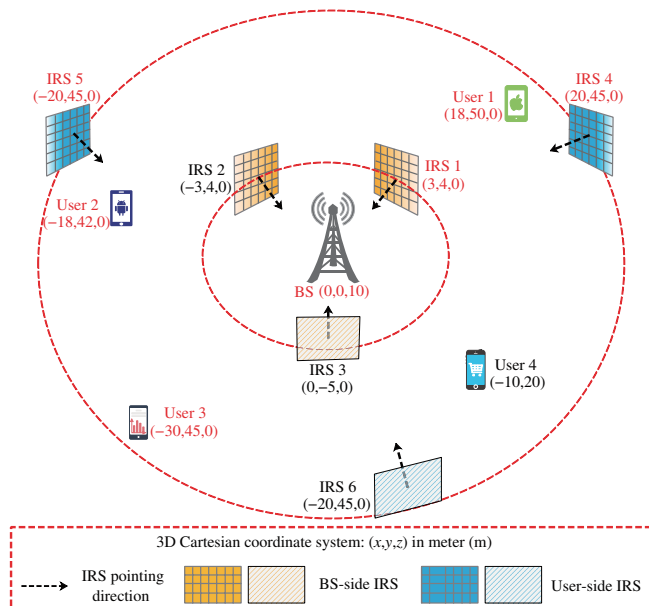 IRS 5
(−20,45,0)
IRS 4
(20,45,0)
User 1
(18,50,0)
IRS 2
(−3,4,0)
IRS 1
(3,4,0)
User 2
(−18,42,0)
BS (0,0,10)
IRS 3
(0,−5,0)
User 4
(−10,20)
User 3
(−30,45,0)
IRS 6
(−20,45,0)
3D Cartesian coordinate system: (x,y,z) in meter (m)
IRS pointing
direction
BS-side IRS
User-side IRS